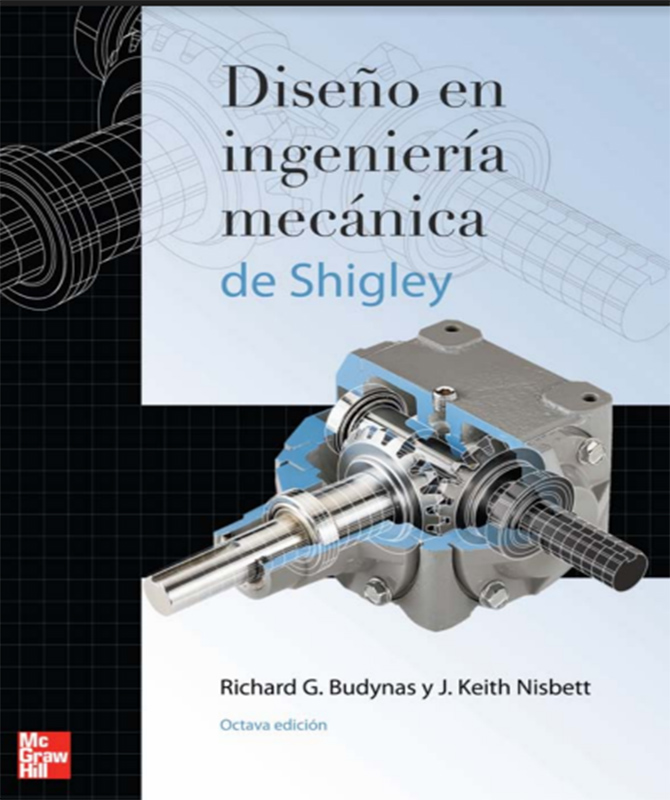 Diseño en
ingeniería
mecánica
de Shigley
Richard G. Budynas y J. Keith Nisbett
Octava edición
Mc
Graw
Hill